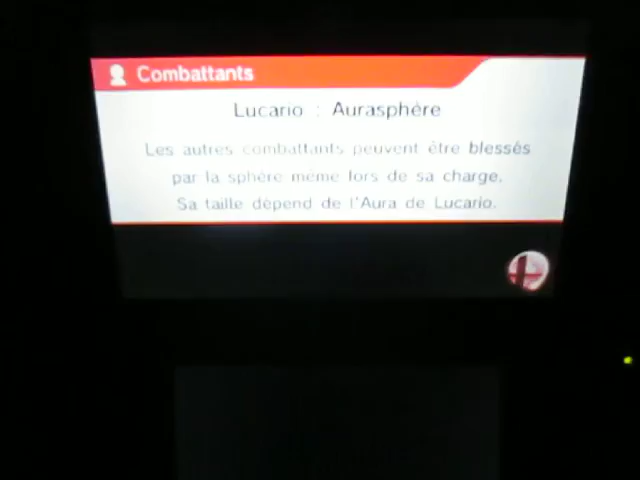 Combattants
Lucario : Aurasphère
Les autres combattants peuvent être blessés
par la sphère même lors de sa charge.
Sa taille dépend de l'Aura de Lucario.